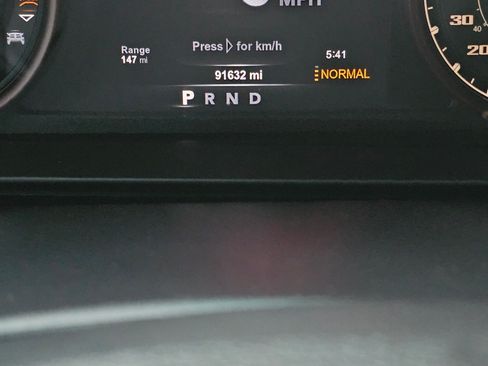 MPH
Range
147 mi
Press ▷ for km/h
5:41
91632 mi
NORMAL
P R N D
30
40
20